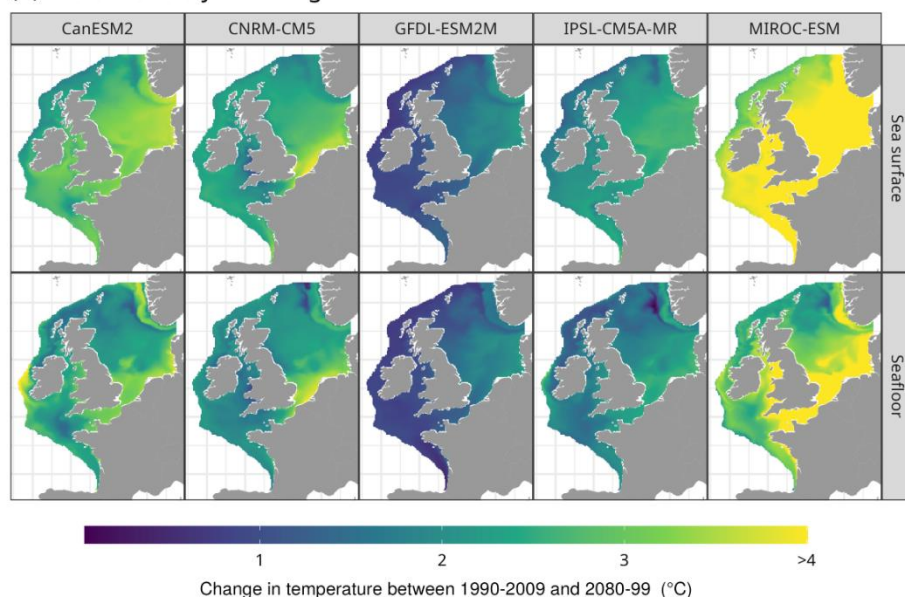 CanESM2
CNRM-CM5
GFDL-ESM2M
IPSL-CM5A-MR
MIROC-ESM
Sea surface
Seafloor
1
2
3
>4
Change in temperature between 1990-2009 and 2080-99 (°C)